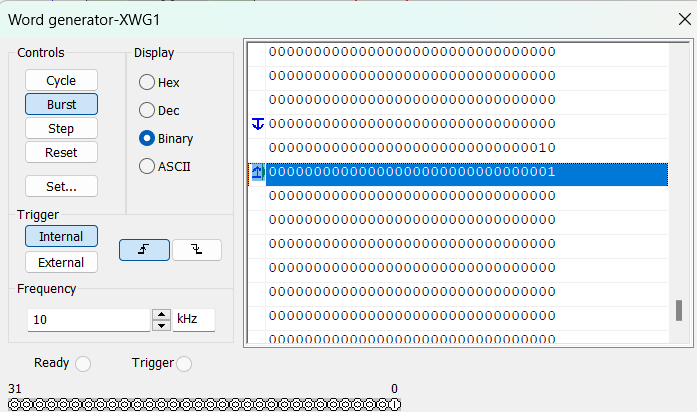 Word generator-XWG1
Controls
Cycle
Burst
Step
Reset
Set...
Display
Hex
Dec
Binary
ASCII
Trigger
Internal
External
Frequency
10
kHz
Ready
Trigger
31
0
00000000000000000000000000000000
00000000000000000000000000000000
00000000000000000000000000000000
00000000000000000000000000000000
00000000000000000000000000000010
00000000000000000000000000000001
00000000000000000000000000000000
00000000000000000000000000000000
00000000000000000000000000000000
00000000000000000000000000000000
00000000000000000000000000000000
00000000000000000000000000000000
00000000000000000000000000000000